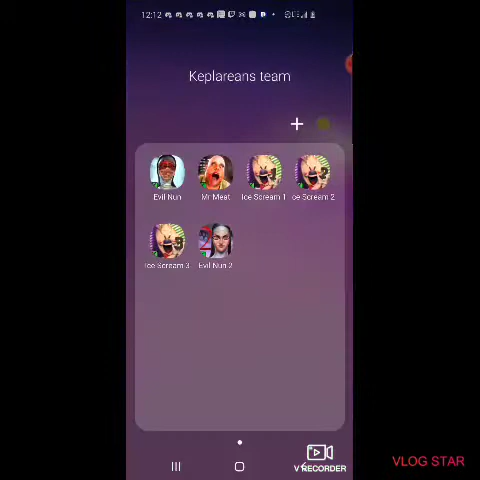 12:12
Keplareans team
Evil Nun
Mr Meat
Ice Scream 1
ce Scream 2
Ice Scream 3
Evil Nun 2
V RECORDER
VLOG STAR